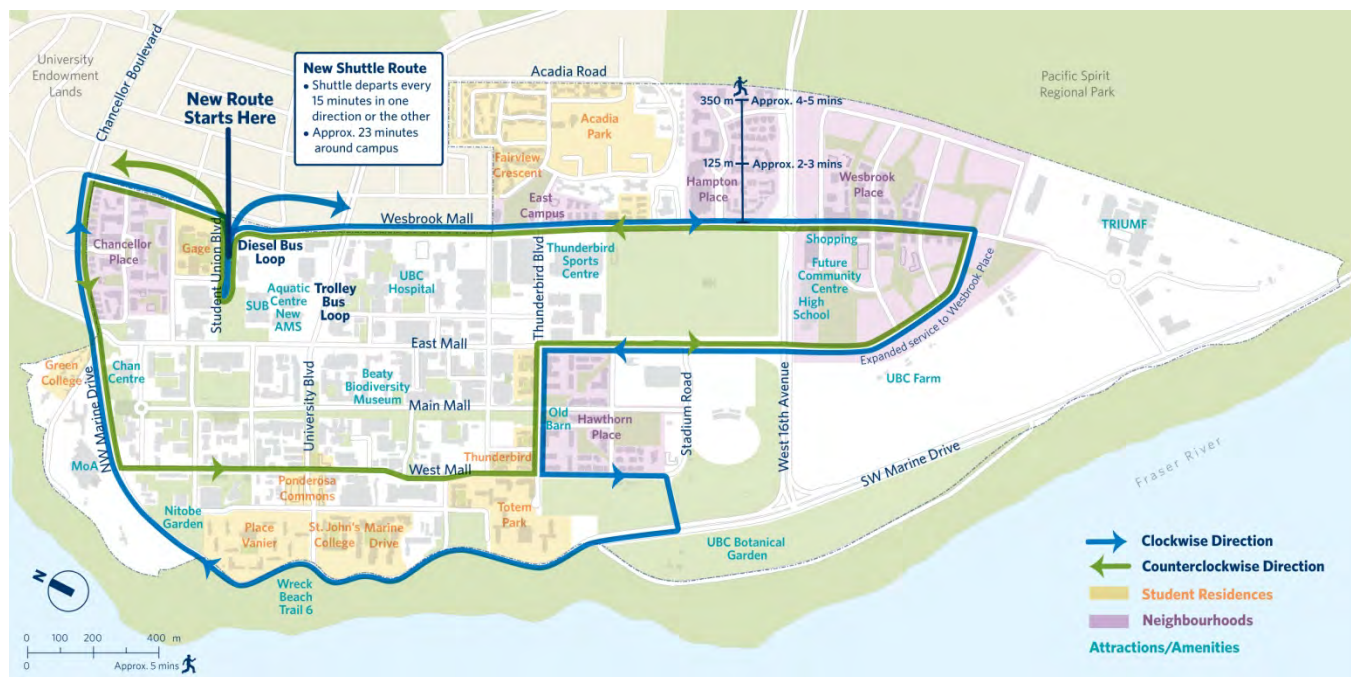 University
Endowment
Lands
Chancellor Boulevard
New Route
Starts Here
New Shuttle Route
• Shuttle departs every
15 minutes in one
direction or the other
• Approx. 23 minutes
around campus
Acadia Road
Pacific Spirit
Regional Park
350 m
Approx. 4-5 mins
125 m
Approx. 2-3 mins
Acadia
Park
Fairview
Crescent
East
Campus
Hampton
Place
Wesbrook
Place
TRIUMF
Wesbrook Mall
Chancellor
Place
Gage
Student Union Blvd
Diesel Bus
Loop
SUB
Aquatic
Centre
New
AMS
Trolley
Bus
Loop
UBC
Hospital
Thunderbird Blvd
Thunderbird
Sports
Centre
Shopping
Future
Community
Centre
High
School
Expanded service to Wesbrook Place
East Mall
Green
College
Chan
Centre
NW Marine Drive
University Blvd
Beaty
Biodiversity
Museum
Main Mall
Old
Barn
Hawthorn
Place
Stadium Road
West 16th Avenue
UBC Farm
SW Marine Drive
Fraser River
MoA
West Mall
Thunderbird
Ponderosa
Commons
Nitobe
Garden
Place
Vanier
St. John's
College
Marine
Drive
Totem
Park
UBC Botanical
Garden
Wreck
Beach
Trail 6
N
0 100 200 400 m
0 Approx. 5 mins
Clockwise Direction
Counterclockwise Direction
Student Residences
Neighbourhoods
Attractions/Amenities